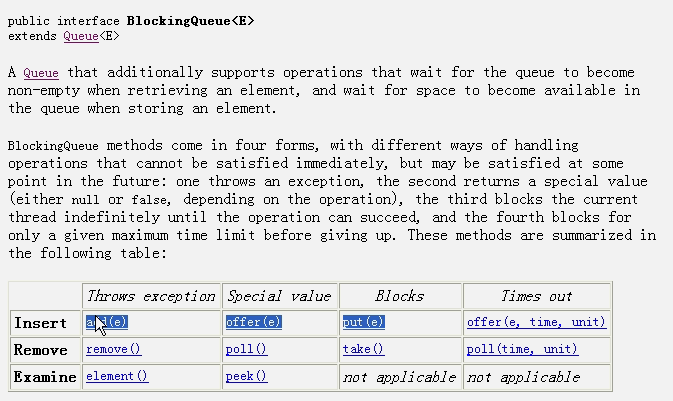 public interface BlockingQueue<E>
extends Queue<E>
A Queue that additionally supports operations that wait for the queue to become
non-empty when retrieving an element, and wait for space to become available in
the queue when storing an element.
BlockingQueue methods come in four forms, with different ways of handling
operations that cannot be satisfied immediately, but may be satisfied at some
point in the future: one throws an exception, the second returns a special value
(either null or false, depending on the operation), the third blocks the current
thread indefinitely until the operation can succeed, and the fourth blocks for
only a given maximum time limit before giving up. These methods are summarized in
the following table:
Throws exception Special value Blocks Times out
Insert add(e) offer(e) put(e) offer(e, time, unit)
Remove remove() poll() take() poll(time, unit)
Examine element() peek() not applicable not applicable